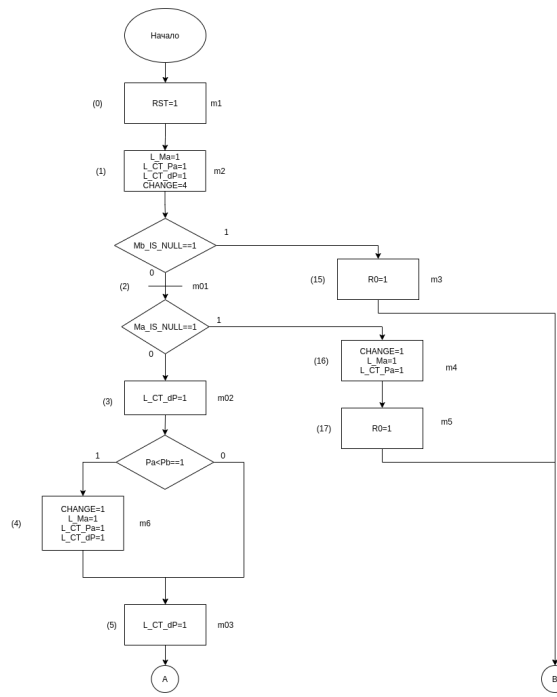 Начало
(0)
RST=1
m1
(1)
L_Ma=1
L_CT_Pa=1
L_CT_dP=1
CHANGE=4
m2
Mb_IS_NULL==1
1
0
(2)
m01
(15)
R0=1
m3
Ma_IS_NULL==1
1
0
(16)
CHANGE=1
L_Ma=1
L_CT_Pa=1
m4
(3)
L_CT_dP=1
m02
(17)
R0=1
m5
Pa<Pb==1
1
0
(4)
CHANGE=1
L_Ma=1
L_CT_Pa=1
L_CT_dP=1
m6
(5)
L_CT_dP=1
m03
A
B